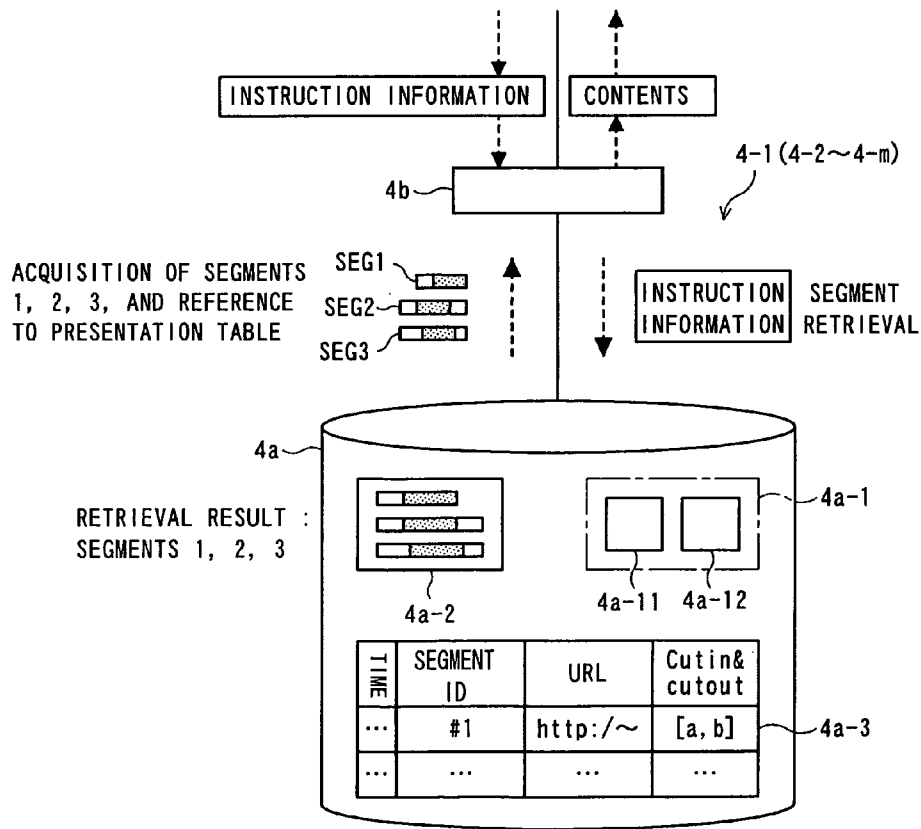 INSTRUCTION INFORMATION
CONTENTS
4-1(4-2～4-m)
4b
ACQUISITION OF SEGMENTS
1, 2, 3, AND REFERENCE
TO PRESENTATION TABLE
SEG1
SEG2
SEG3
INSTRUCTION
INFORMATION
SEGMENT
RETRIEVAL
4a
RETRIEVAL RESULT :
SEGMENTS 1, 2, 3
4a-1
4a-2
4a-11
4a-12
TIME
SEGMENT
ID
URL
Cutin&
cutout
... #1 http:/～ [a, b]
4a-3
... ... ... ...